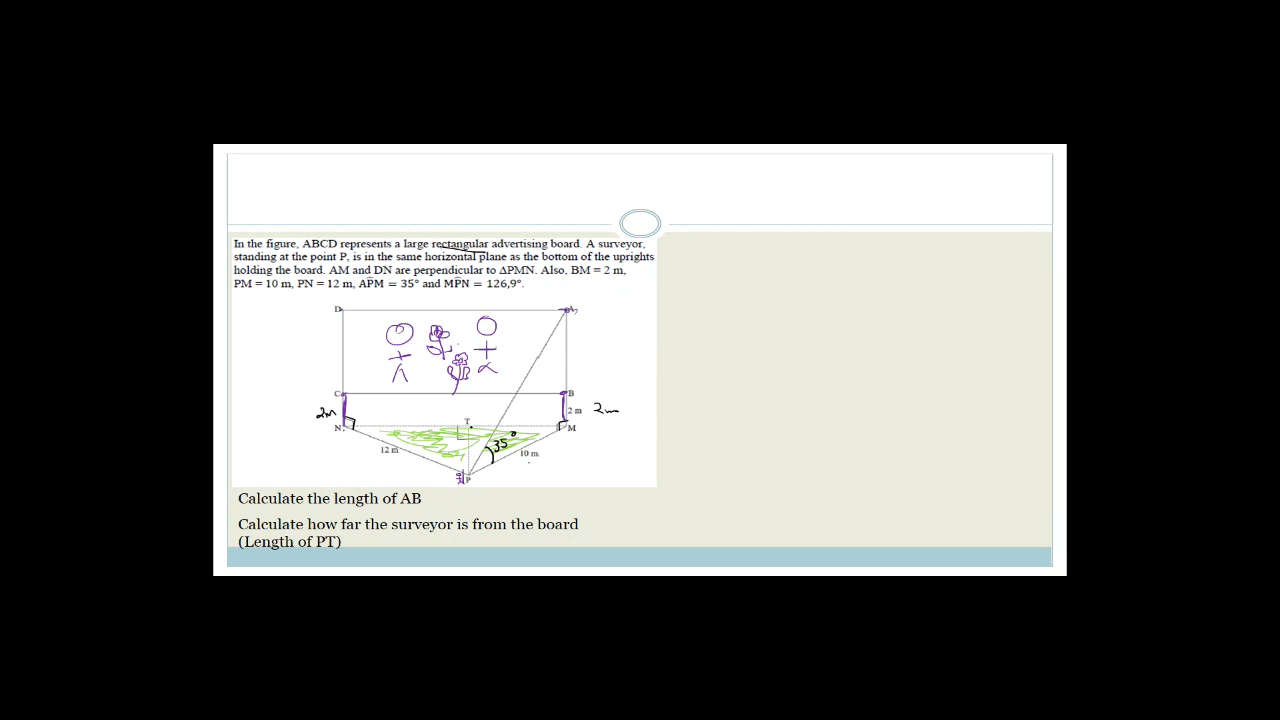 In the figure, ABCD represents a large rectangular advertising board. A surveyor,
standing at the point P, is in the same horizontal plane as the bottom of the uprights
holding the board. AM and DN are perpendicular to ΔPMN. Also, BM = 2 m,
PM = 10 m, PN = 12 m, AP̂M = 35° and MP̂N = 126,9°.
D
A
C
B
2m
2 m
2m
N
T
M
12 m
35°
10 m
P
Calculate the length of AB
Calculate how far the surveyor is from the board
(Length of PT)